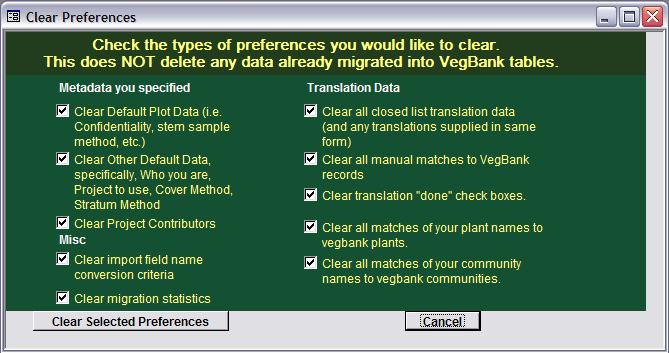 Clear Preferences
Check the types of preferences you would like to clear.
This does NOT delete any data already migrated into VegBank tables.
Metadata you specified
Clear Default Plot Data (i.e.
Confidentiality, stem sample
method, etc.)
Clear Other Default Data,
specifically, Who you are,
Project to use, Cover Method,
Stratum Method
Clear Project Contributors
Misc
Clear import field name
conversion criteria
Clear migration statistics
Translation Data
Clear all closed list translation data
(and any translations supplied in same
form)
Clear all manual matches to VegBank
records
Clear translation "done" check boxes.
Clear all matches of your plant names to
vegbank plants.
Clear all matches of your community
names to vegbank communities.
Clear Selected Preferences
Cancel